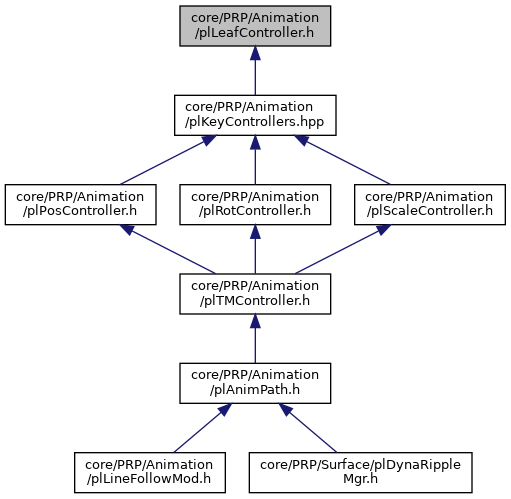 core/PRP/Animation
/plLeafController.h
core/PRP/Animation
/plKeyControllers.hpp
core/PRP/Animation
/plPosController.h
core/PRP/Animation
/plRotController.h
core/PRP/Animation
/plScaleController.h
core/PRP/Animation
/plTMController.h
core/PRP/Animation
/plAnimPath.h
core/PRP/Animation
/plLineFollowMod.h
core/PRP/Surface/plDynaRipple
Mgr.h